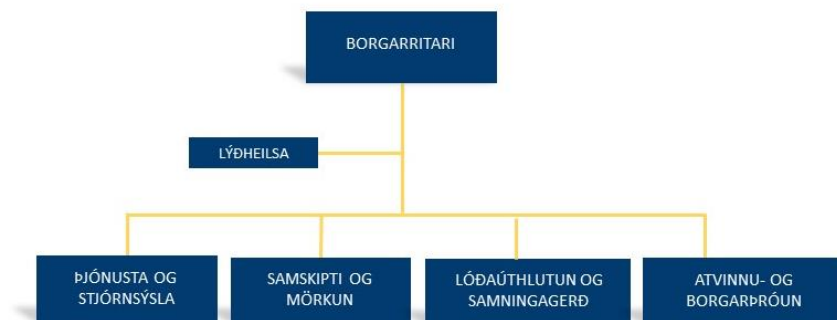 BORGARRITARI
LÝÐHEILSA
ÞJÓNUSTA OG
STJÓRNSÝSLA
SAMSKIPTI OG
MÖRKUN
LÓÐAÚTHLUTUN OG
SAMNINGAGERÐ
ATVINNU- OG
BORGARÞRÓUN